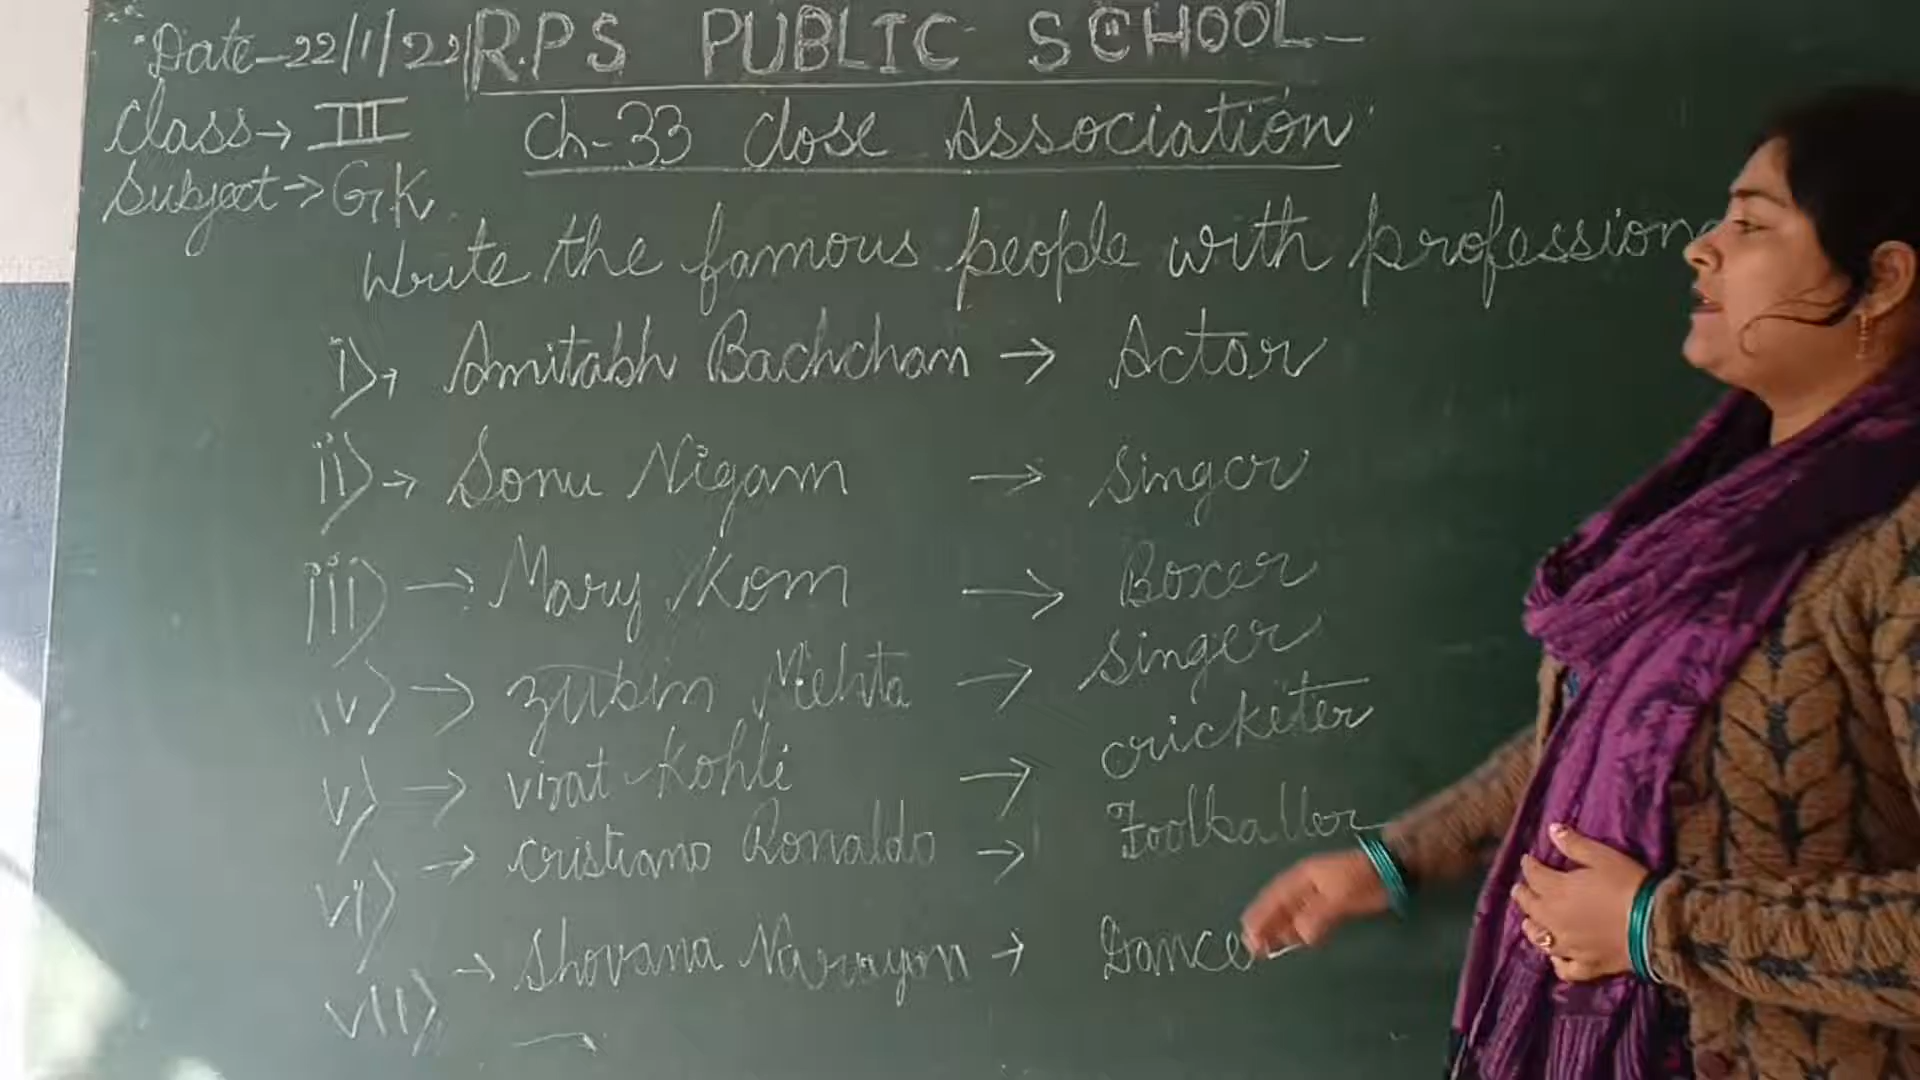 Date-22/1/22 R.P.S PUBLIC SCHOOL-
Class→ III Ch-33 Close Association
Subject→ G.K.
Write the famous people with profession
i)→ Amitabh Bachchan → Actor
ii)→ Sonu Nigam → Singer
iii)→ Mary Kom → Boxer
iv)→ Zubin Mehta → Singer
v)→ Virat Kohli → cricketer
vi)→ Cristiano Ronaldo → Footballer
vii)→ Shovana Narayan → Dancer